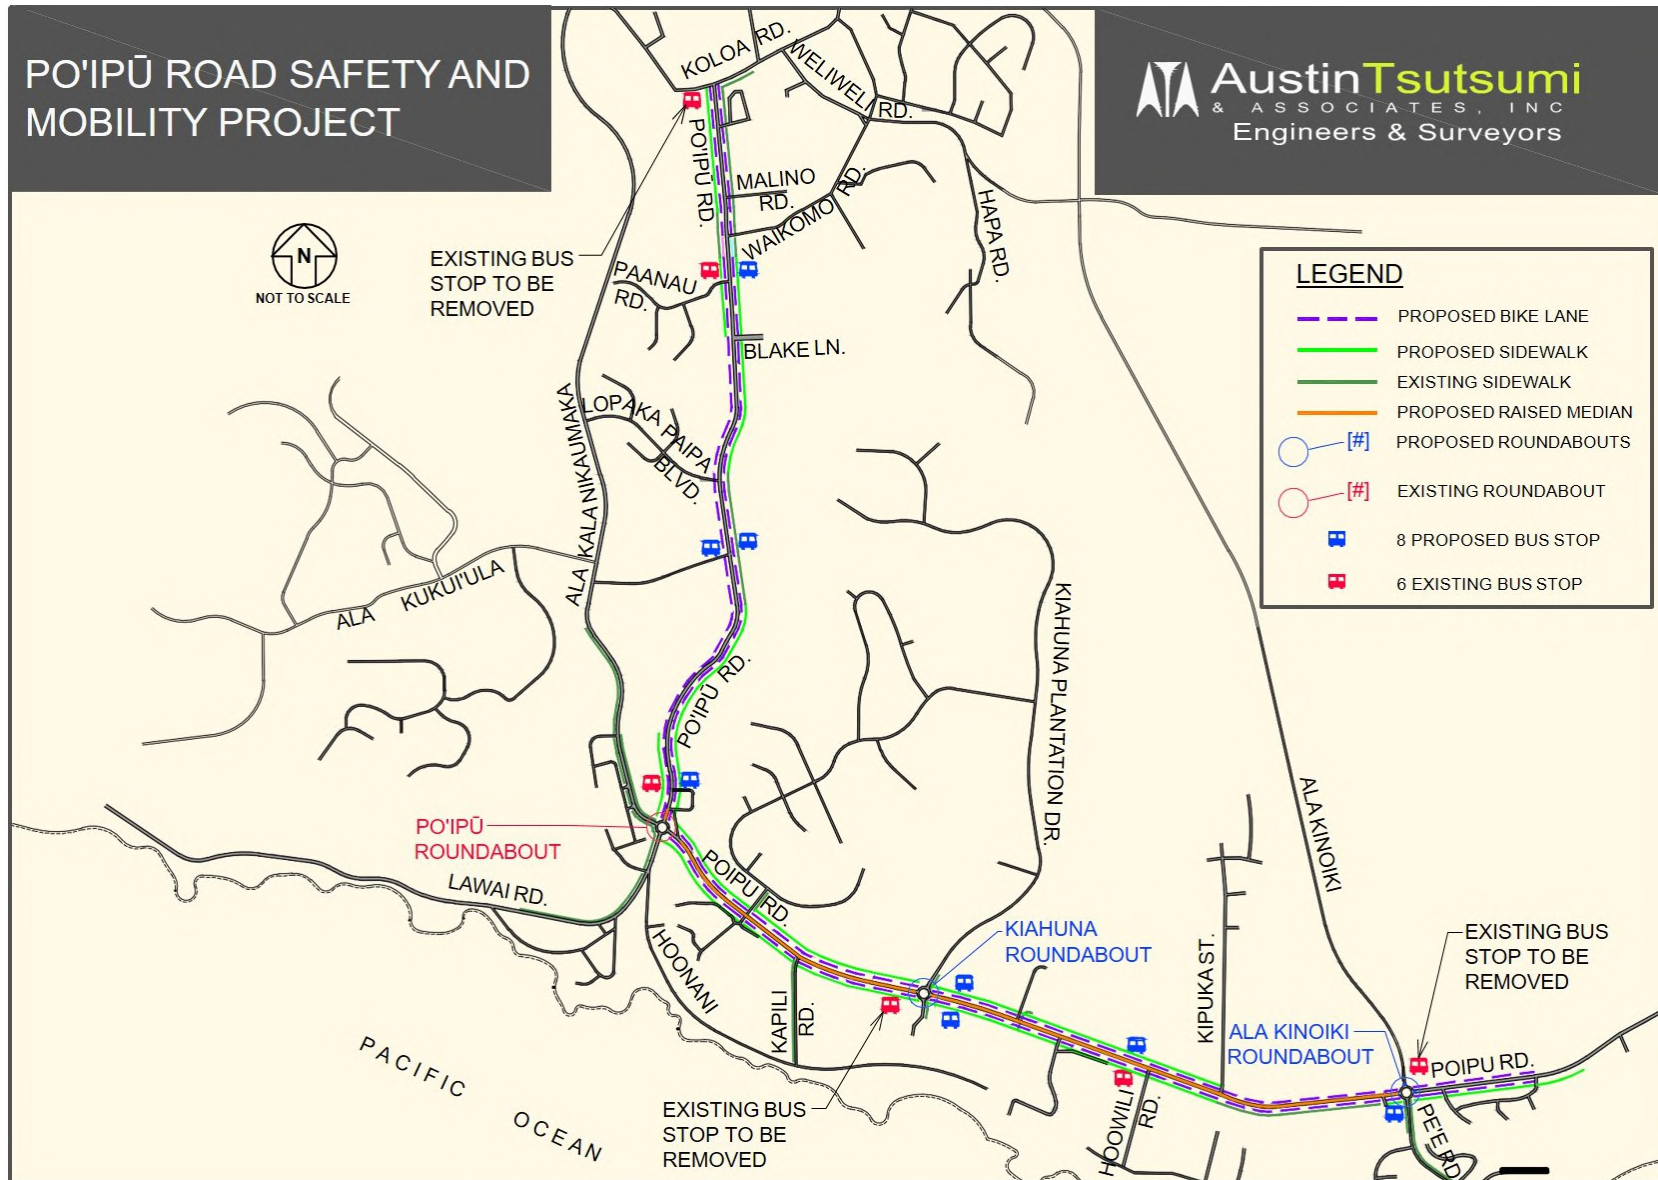 PO'IPŪ ROAD SAFETY AND
MOBILITY PROJECT
AustinTsutsumi
& ASSOCIATES, INC
Engineers & Surveyors
KOLOA RD.
WELIWELI RD.
PO'IPŪ RD.
MALINO
RD.
WAIKOMO RD.
HAPA RD.
N
NOT TO SCALE
EXISTING BUS
STOP TO BE
REMOVED
PAANAU
RD.
BLAKE LN.
LEGEND
PROPOSED BIKE LANE
PROPOSED SIDEWALK
EXISTING SIDEWALK
PROPOSED RAISED MEDIAN
[#] PROPOSED ROUNDABOUTS
[#] EXISTING ROUNDABOUT
8 PROPOSED BUS STOP
6 EXISTING BUS STOP
ALA KALANIKAUMAKA
LOPAKA PAIPA
BLVD.
ALA KUKUI'ULA
KIAHUNA PLANTATION DR.
PO'IPŪ RD.
ALA KINOIKI
PO'IPŪ
ROUNDABOUT
LAWAI RD.
POIPU RD.
HOONANI
KAPILI
RD.
KIAHUNA
ROUNDABOUT
KIPUKA ST.
EXISTING BUS
STOP TO BE
REMOVED
ALA KINOIKI
ROUNDABOUT
POIPU RD.
PACIFIC
OCEAN
EXISTING BUS
STOP TO BE
REMOVED
HOOWILI
RD.
PE'E RD